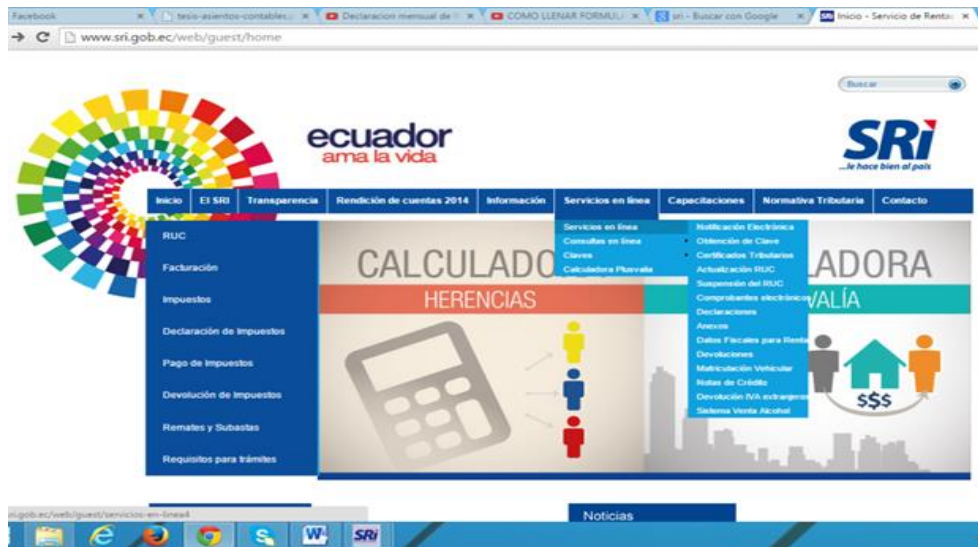 Facebook
tesis-asientos-contables
Declaracion mensual de
COMO LLENAR FORMUL
sri - Buscar con Google
Inicio - Servicio de Rentas
www.sri.gob.ec/web/guest/home
Buscar
ecuador
ama la vida
SRi
...le hace bien al país
Inicio
El SRI
Transparencia
Rendición de cuentas 2014
Información
Servicios en línea
Capacitaciones
Normativa Tributaria
Contacto
RUC
Facturación
Impuestos
Declaración de Impuestos
Pago de Impuestos
Devolución de Impuestos
Remates y Subastas
Requisitos para trámites
Servicios en línea
Consultas en línea
Claves
Calculadora Plusvalía
Notificación Electrónica
Obtención de Clave
Certificados Tributarios
Actualización RUC
Suspensión del RUC
Comprobantes electrónicos
Declaraciones
Anexos
Datos Fiscales para Renta
Devoluciones
Matriculación Vehicular
Notas de Crédito
Devolución IVA extranjeros
Sistema Venta Alcohol
CALCULADO
HERENCIAS
LADORA
VALÍA
$$$
Noticias
ri.gob.ec/web/guest/servicios-en-linea4
SRi